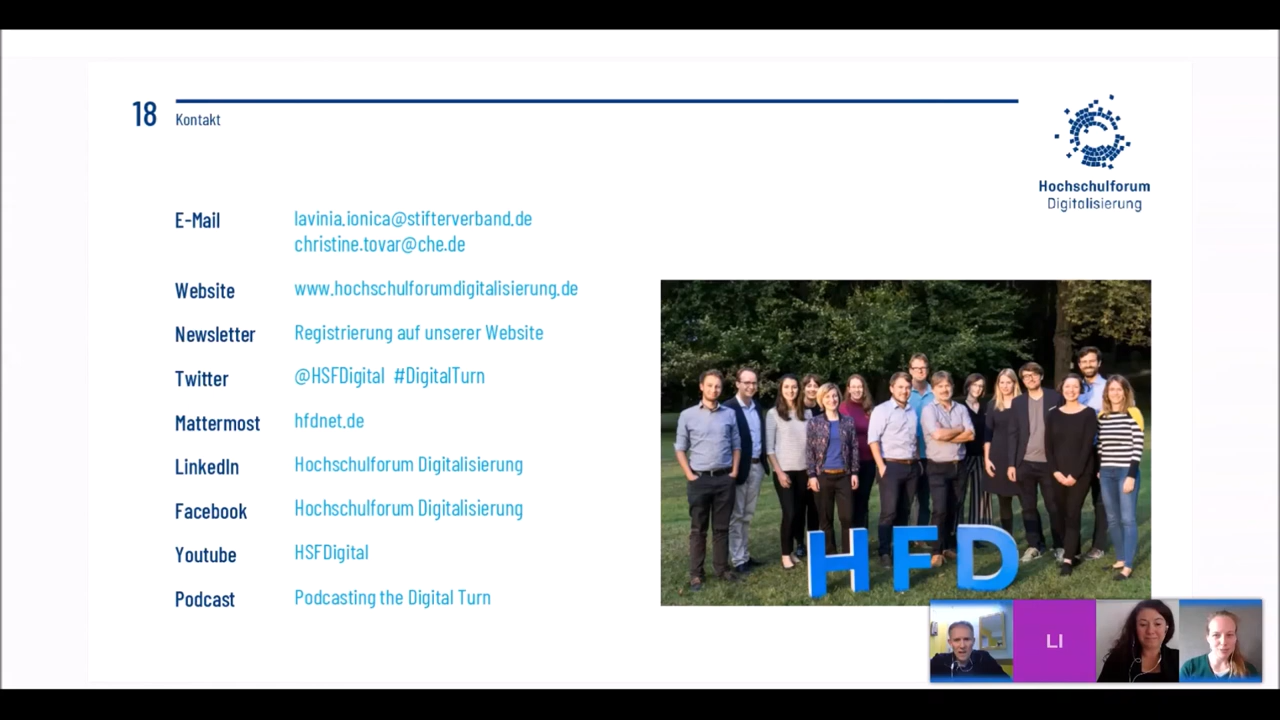 18
Kontakt
Hochschulforum
Digitalisierung
E-Mail lavinia.ionica@stifterverband.de
christine.tovar@che.de
Website www.hochschulforumdigitalisierung.de
Newsletter Registrierung auf unserer Website
Twitter @HSFDigital #DigitalTurn
Mattermost hfdnet.de
LinkedIn Hochschulforum Digitalisierung
Facebook Hochschulforum Digitalisierung
Youtube HSFDigital
Podcast Podcasting the Digital Turn
HFD
LI